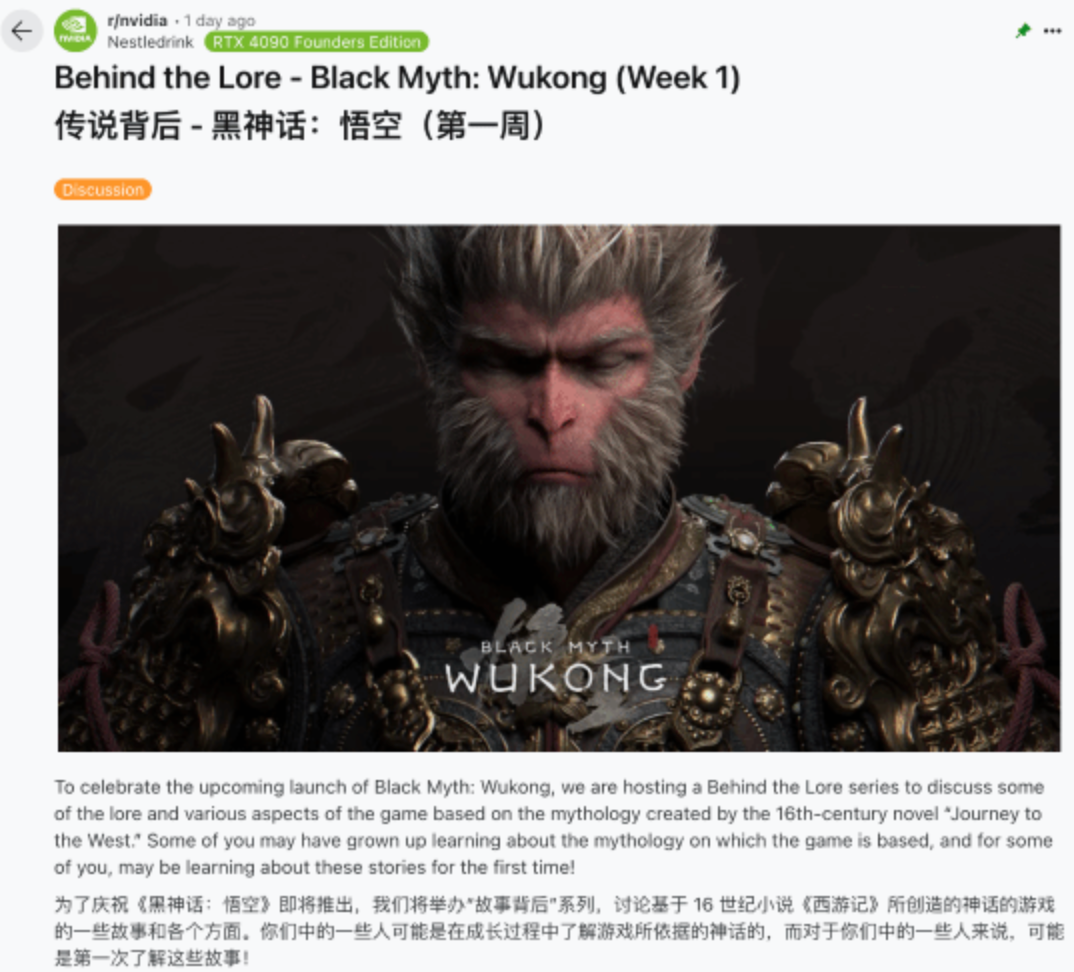 r/nvidia · 1 day ago
Nestledrink RTX 4090 Founders Edition
Behind the Lore - Black Myth: Wukong (Week 1)
传说背后 - 黑神话：悟空（第一周）
Discussion
BLACK MYTH
WUKONG
To celebrate the upcoming launch of Black Myth: Wukong, we are hosting a Behind the Lore series to discuss some
of the lore and various aspects of the game based on the mythology created by the 16th-century novel “Journey to
the West.” Some of you may have grown up learning about the mythology on which the game is based, and for some
of you, may be learning about these stories for the first time!
为了庆祝《黑神话：悟空》即将推出，我们将举办“故事背后”系列，讨论基于 16 世纪小说《西游记》所创造的神话的游戏
的一些故事和各个方面。你们中的一些人可能是在成长过程中了解游戏所依据的神话的，而对于你们中的一些人来说，可能
是第一次了解这些故事！